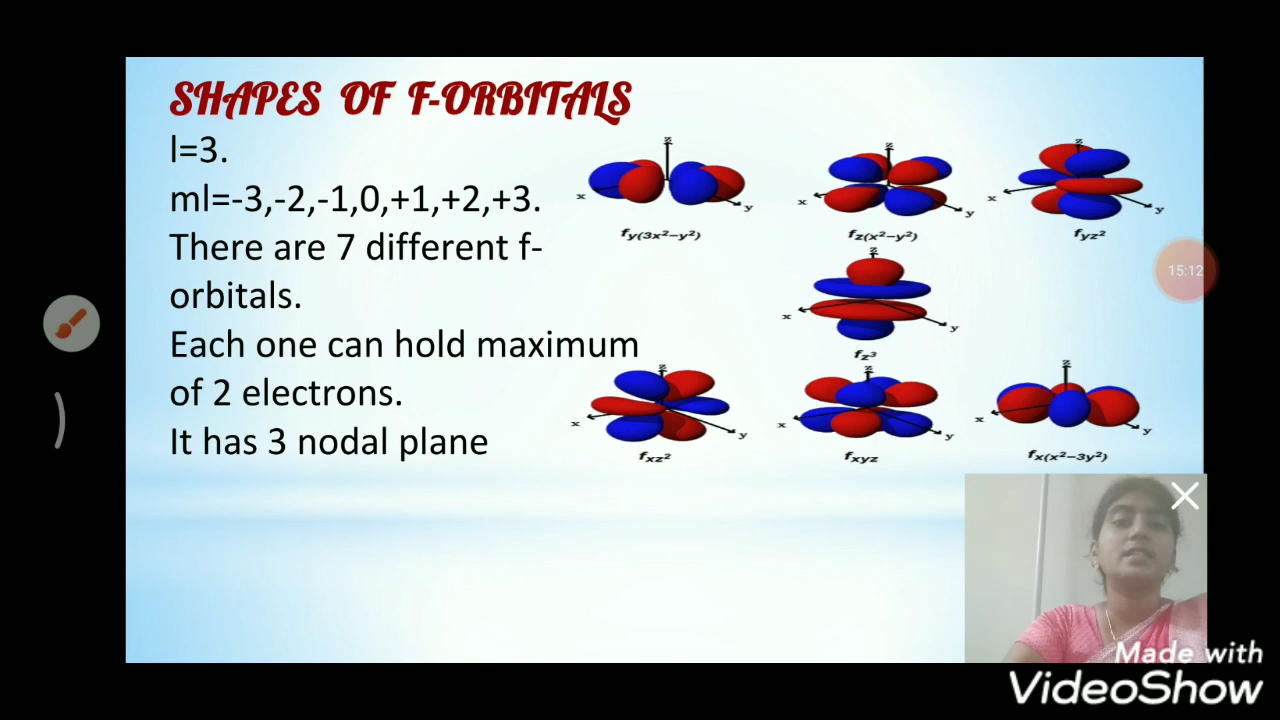 SHAPES OF F-ORBITALS
l=3.
ml=-3,-2,-1,0,+1,+2,+3.
There are 7 different f-
orbitals.
Each one can hold maximum
of 2 electrons.
It has 3 nodal plane
z
x
y
fy(3x²−y²)
z
x
y
fz(x²−y²)
z
x
y
fyz²
z
x
y
fz³
z
x
y
fxz²
z
x
y
fxyz
z
x
y
fx(x²−3y²)
15:12
Made with
VideoShow